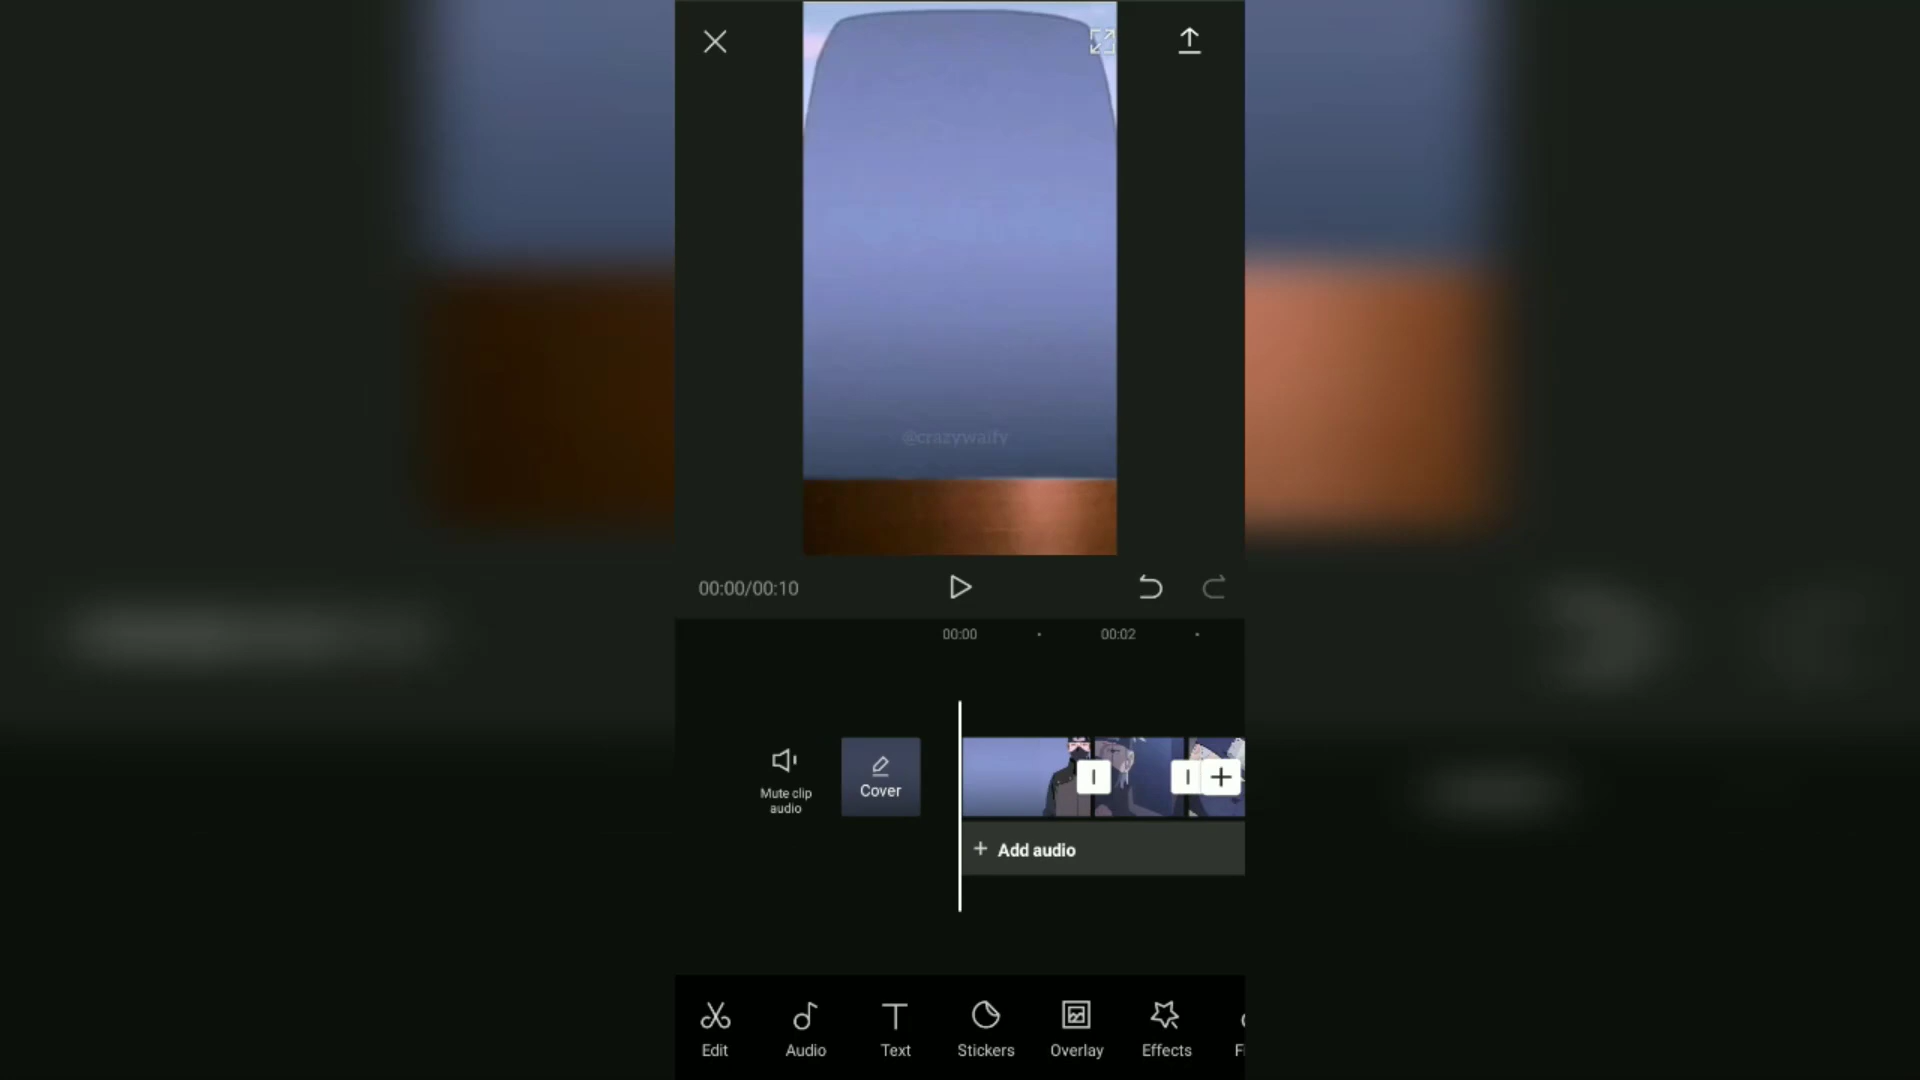 @crazywaify
00:00/00:10
00:00
00:02
Mute clip
audio
Cover
+ Add audio
Edit
Audio
Text
Stickers
Overlay
Effects